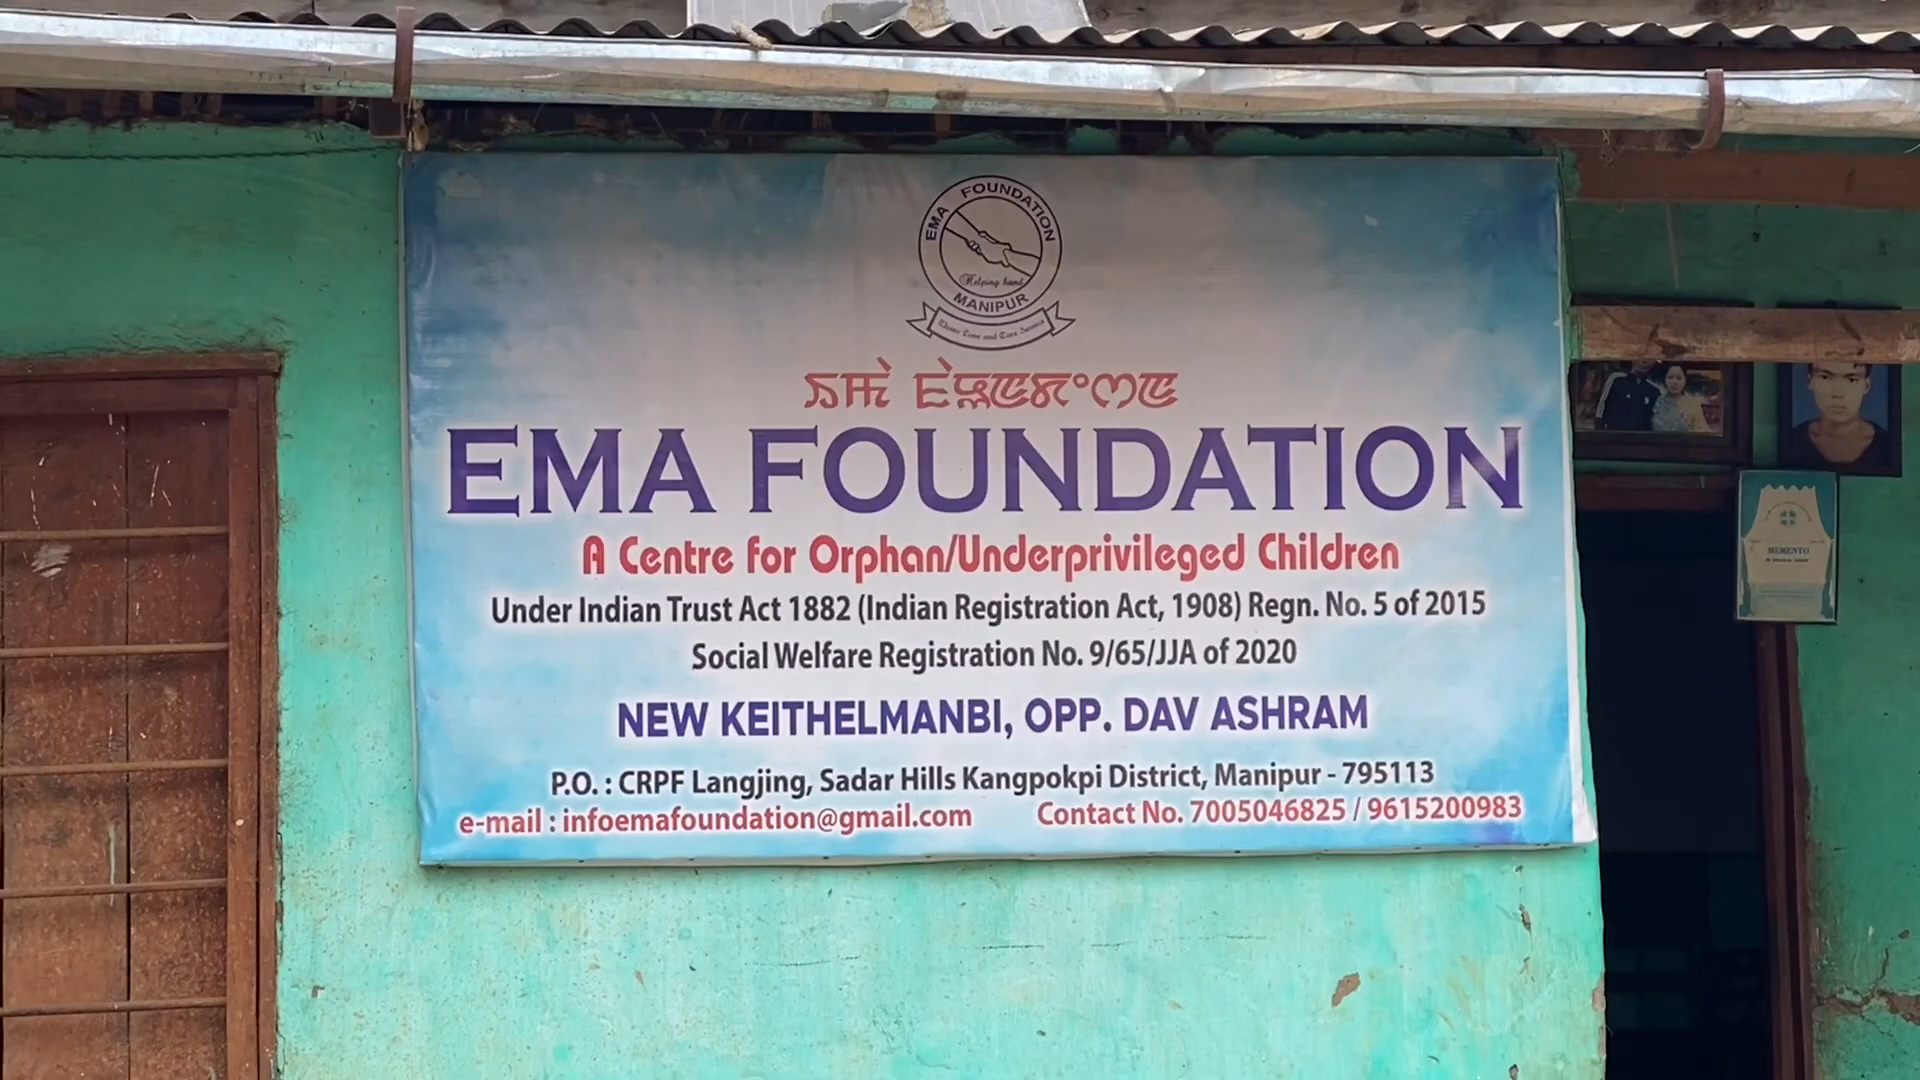 EMA FOUNDATION
Helping hand
MANIPUR
ꯏꯃꯥ ꯐꯥꯎꯟꯗꯦꯁꯟ
EMA FOUNDATION
A Centre for Orphan/Underprivileged Children
Under Indian Trust Act 1882 (Indian Registration Act, 1908) Regn. No. 5 of 2015
Social Welfare Registration No. 9/65/JJA of 2020
NEW KEITHELMANBI, OPP. DAV ASHRAM
P.O. : CRPF Langjing, Sadar Hills Kangpokpi District, Manipur - 795113
e-mail : infoemafoundation@gmail.com Contact No. 7005046825 / 9615200983
MEMENTO